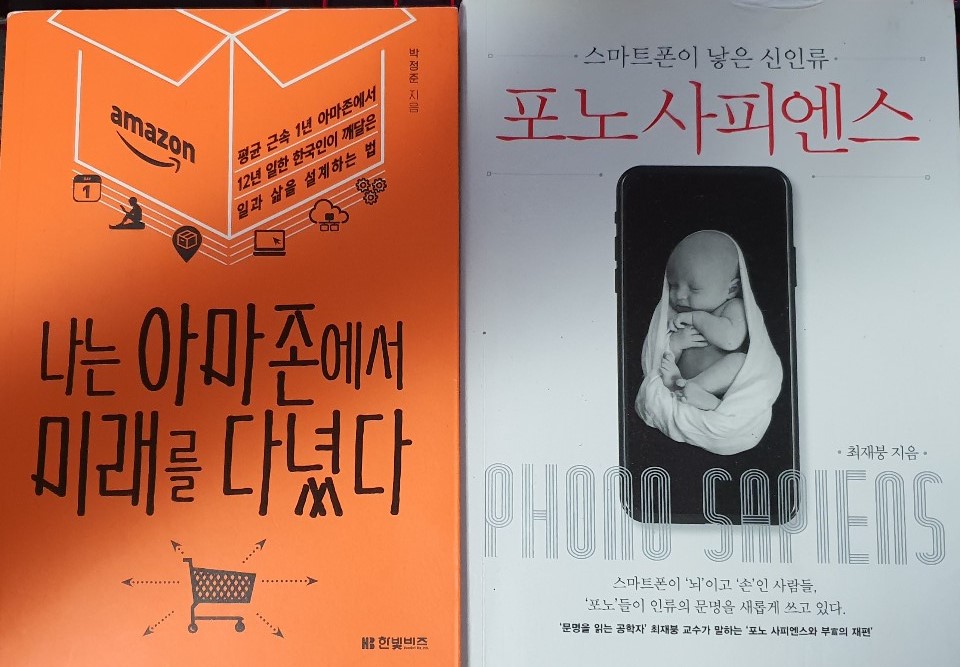 박정준 지음
amazon
평균 근속 1년 아마존에서
12년 일한 한국인이 깨달은
일과 삶을 설계하는 법
DAY
1
나는 아마존에서
미래를 다녔다
HB 한빛비즈
스마트폰이 낳은 신인류
포노 사피엔스
· 최재붕 지음 ·
PHONO SAPIENS
스마트폰이 '뇌'이고 '손'인 사람들,
'포노'들이 인류의 문명을 새롭게 쓰고 있다.
'문명을 읽는 공학자' 최재붕 교수가 말하는 '포노 사피엔스와 부富의 재편'